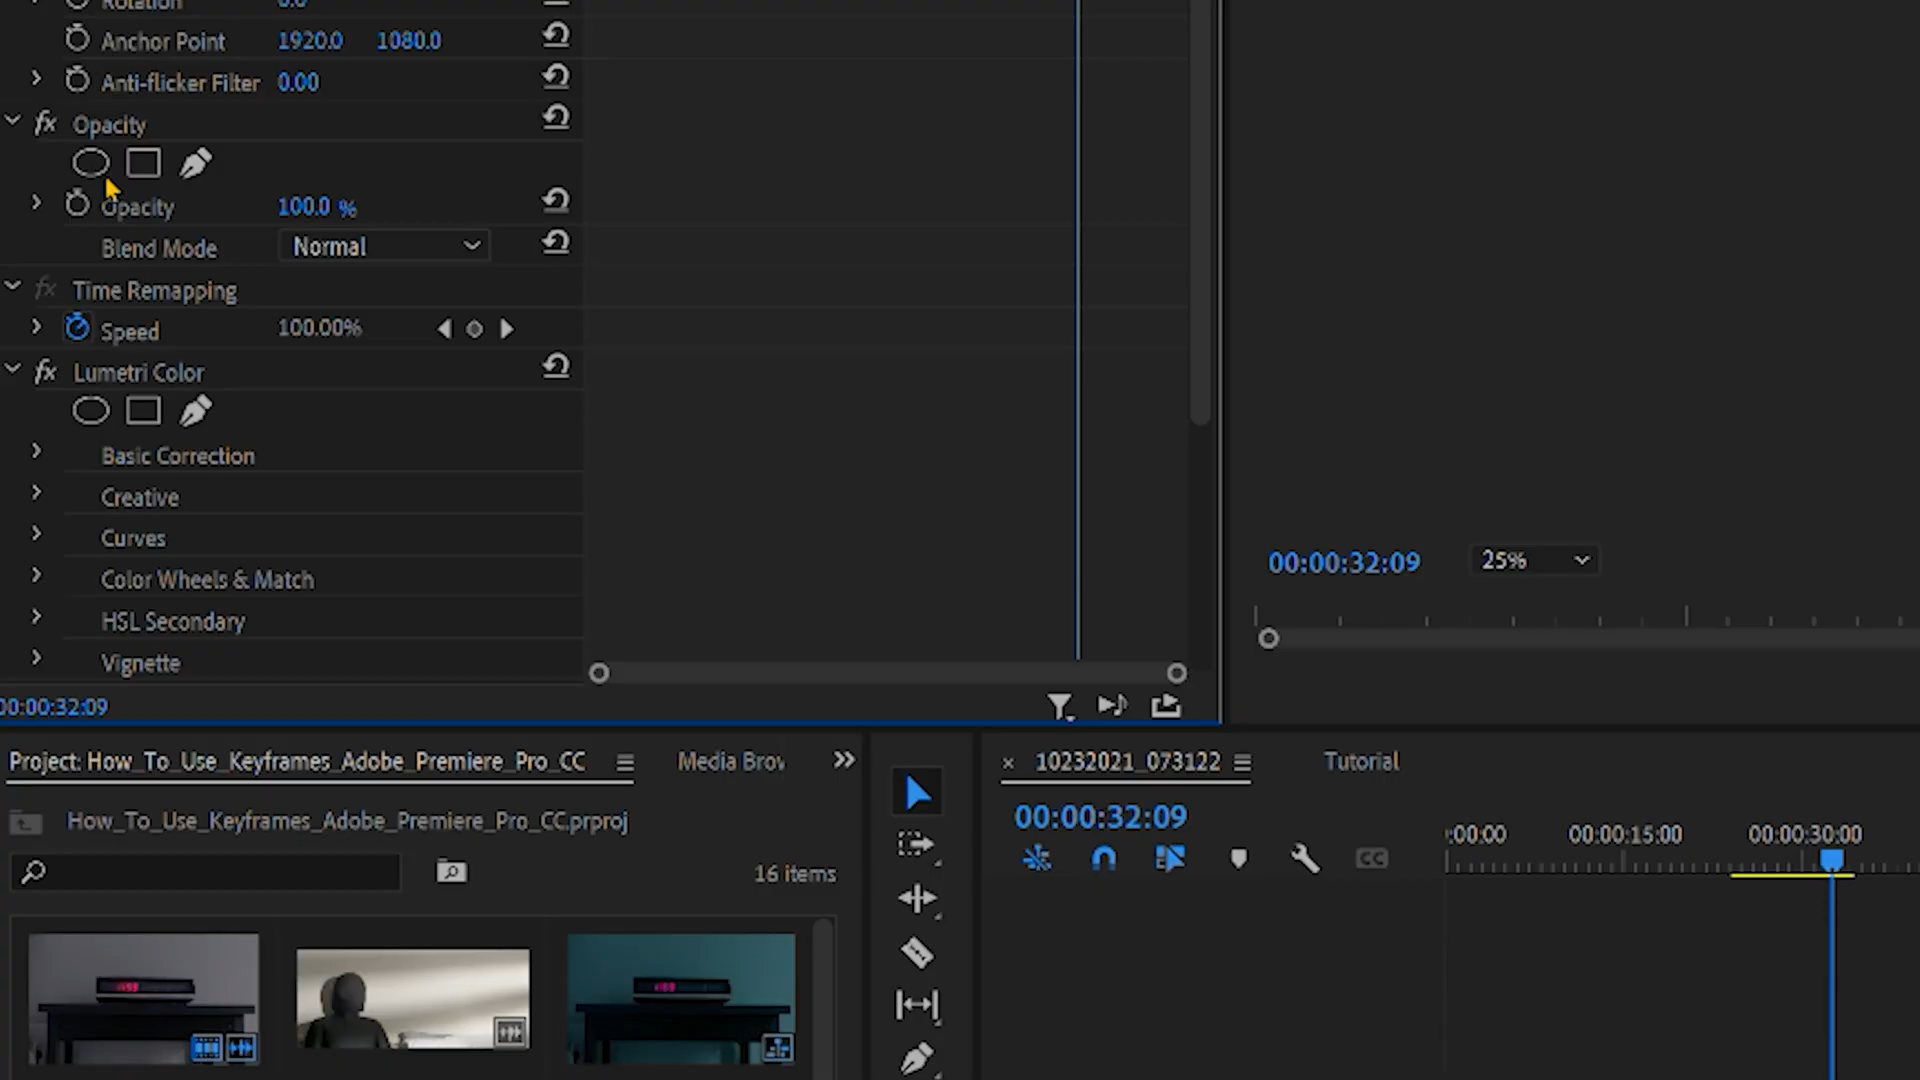 Rotation 0.0
Anchor Point 1920.0 1080.0
Anti-flicker Filter 0.00
fx Opacity
Opacity 100.0 %
Blend Mode Normal
fx Time Remapping
Speed 100.00%
fx Lumetri Color
Basic Correction
Creative
Curves
Color Wheels & Match
HSL Secondary
Vignette
00:00:32:09
00:00:32:09 25%
Project: How_To_Use_Keyframes_Adobe_Premiere_Pro_CC
Media Brow
How_To_Use_Keyframes_Adobe_Premiere_Pro_CC.prproj
16 items
× 10232021_073122
Tutorial
00:00:32:09
CC
:00:00 00:00:15:00 00:00:30:00